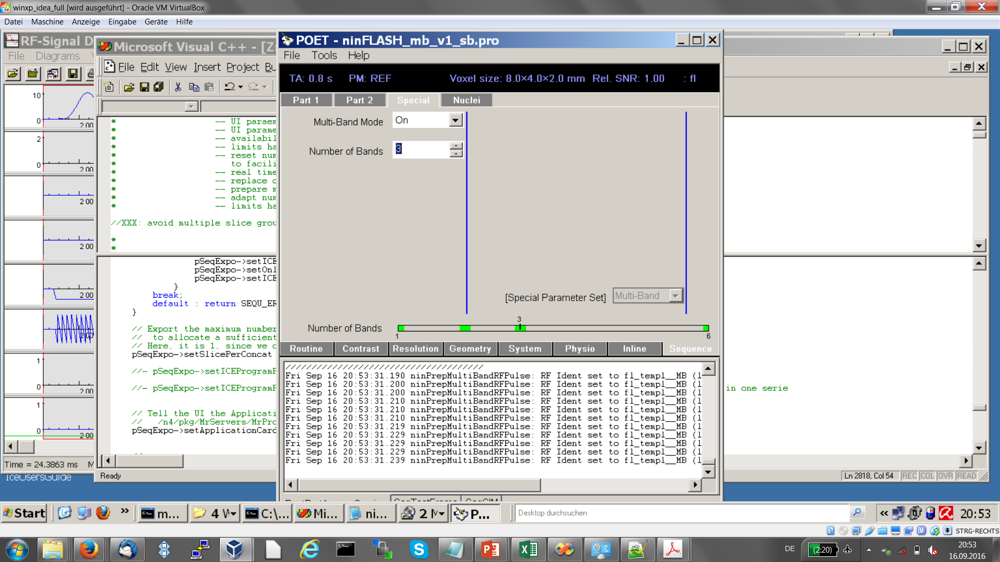 winxp_idea_full [wird ausgeführt] - Oracle VM VirtualBox
Datei Maschine Anzeige Eingabe Geräte Hilfe
RF-Signal D
File Diagrams
10
0
2 00
2
0
2 00
2 00
2 00
2 00
2 00
1
0
2 00
1
0
2 00
Time = 24.3863 ms M
IceUsersGuide
Microsoft Visual C++ - [Z
File Edit View Insert Project Bu
* -- UI paraem
* -- UI parame
* -- availabil
* -- limits ha
* -- reset num
* to facili
* -- real time
* -- replace o
* -- prepare m
* -- adapt num
* -- limits ha
//XXX: avoid multiple slice grou
*
*
pSeqExpo->setICE
pSeqExpo->setOnl
pSeqExpo->setICE
}
break;
default : return SEQU_ER
}
// Export the maximum number
// to allocate a sufficient
// Here, it is 1, since we o
pSeqExpo->setSlicePerConcat
//- pSeqExpo->setICEProgramF
//- pSeqExpo->setICEProgramF
in one serie
// Tell the UI the Applicati
// /n4/pkg/MrServers/MrPro
pSeqExpo->setApplicationCard
Ready
Ln 2818, Col 54 REC COL OVR READ
POET - ninFLASH_mb_v1_sb.pro
File Tools Help
TA: 0.8 s PM: REF Voxel size: 8.0×4.0×2.0 mm Rel. SNR: 1.00 : fl
Part 1 Part 2 Special Nuclei
Multi-Band Mode On
Number of Bands 3
[Special Parameter Set] Multi-Band
3
Number of Bands
1 6
Routine Contrast Resolution Geometry System Physio Inline Sequence
//////////////////////////////////////
Fri Sep 16 20:53:31.190 ninPrepMultiBandRFPulse: RF Ident set to fl_templ__MB (l
Fri Sep 16 20:53:31.200 ninPrepMultiBandRFPulse: RF Ident set to fl_templ__MB (l
Fri Sep 16 20:53:31.200 ninPrepMultiBandRFPulse: RF Ident set to fl_templ__MB (l
Fri Sep 16 20:53:31.210 ninPrepMultiBandRFPulse: RF Ident set to fl_templ__MB (l
Fri Sep 16 20:53:31.210 ninPrepMultiBandRFPulse: RF Ident set to fl_templ__MB (l
Fri Sep 16 20:53:31.210 ninPrepMultiBandRFPulse: RF Ident set to fl_templ__MB (l
Fri Sep 16 20:53:31.219 ninPrepMultiBandRFPulse: RF Ident set to fl_templ__MB (l
Fri Sep 16 20:53:31.229 ninPrepMultiBandRFPulse: RF Ident set to fl_templ__MB (l
Fri Sep 16 20:53:31.229 ninPrepMultiBandRFPulse: RF Ident set to fl_templ__MB (l
Fri Sep 16 20:53:31.229 ninPrepMultiBandRFPulse: RF Ident set to fl_templ__MB (l
Fri Sep 16 20:53:31.239 ninPrepMultiBandRFPulse: RF Ident set to fl_templ__MB (l
Start » m... 4 W C:\... Mi... ni... 2 M P... Desktop durchsuchen « 20:53
STRG-RECHTS
DE (2:20) 20:53
16.09.2016